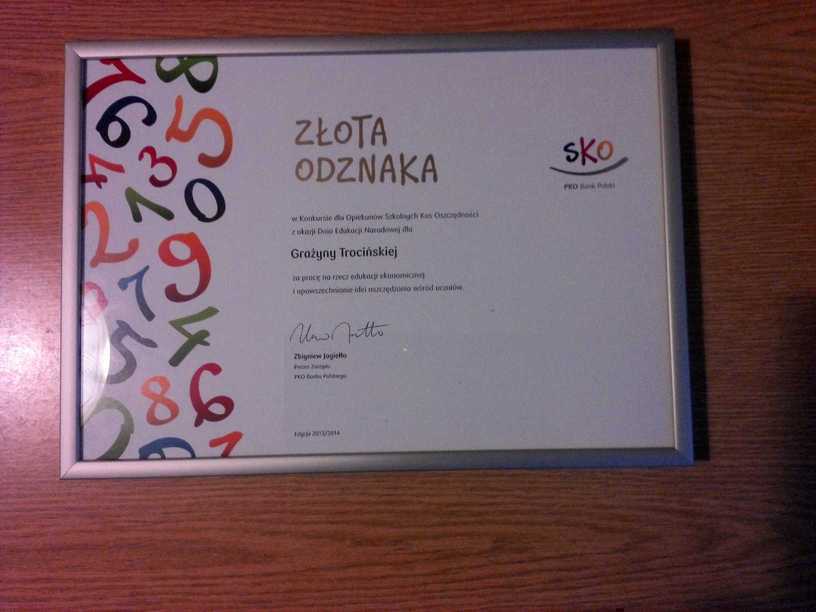 ZŁOTA
ODZNAKA
sKO
PKO Bank Polski
w Konkursie dla Opiekunów Szkolnych Kas Oszczędności
z okazji Dnia Edukacji Narodowej dla
Grażyny Trocińskiej
za pracę na rzecz edukacji ekonomicznej
i upowszechnianie idei oszczędzania wśród uczniów.
Zbigniew Jagiełło
Prezes Zarządu
PKO Banku Polskiego
Edycja 2013/2014